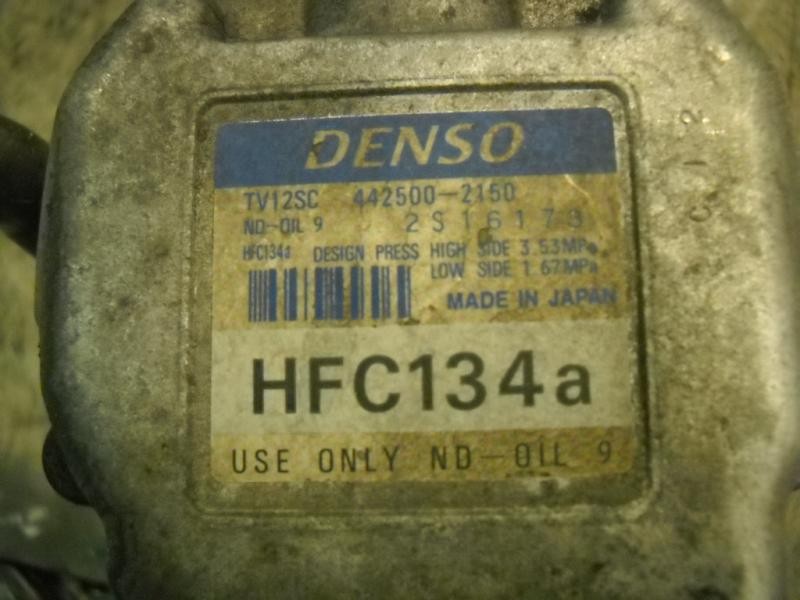 DENSO
TV12SC 442500-2150
ND-OIL 9 2S16173
HFC134a DESIGN PRESS HIGH SIDE 3.53MPa
LOW SIDE 1.67MPa
MADE IN JAPAN
HFC134a
USE ONLY ND-OIL 9